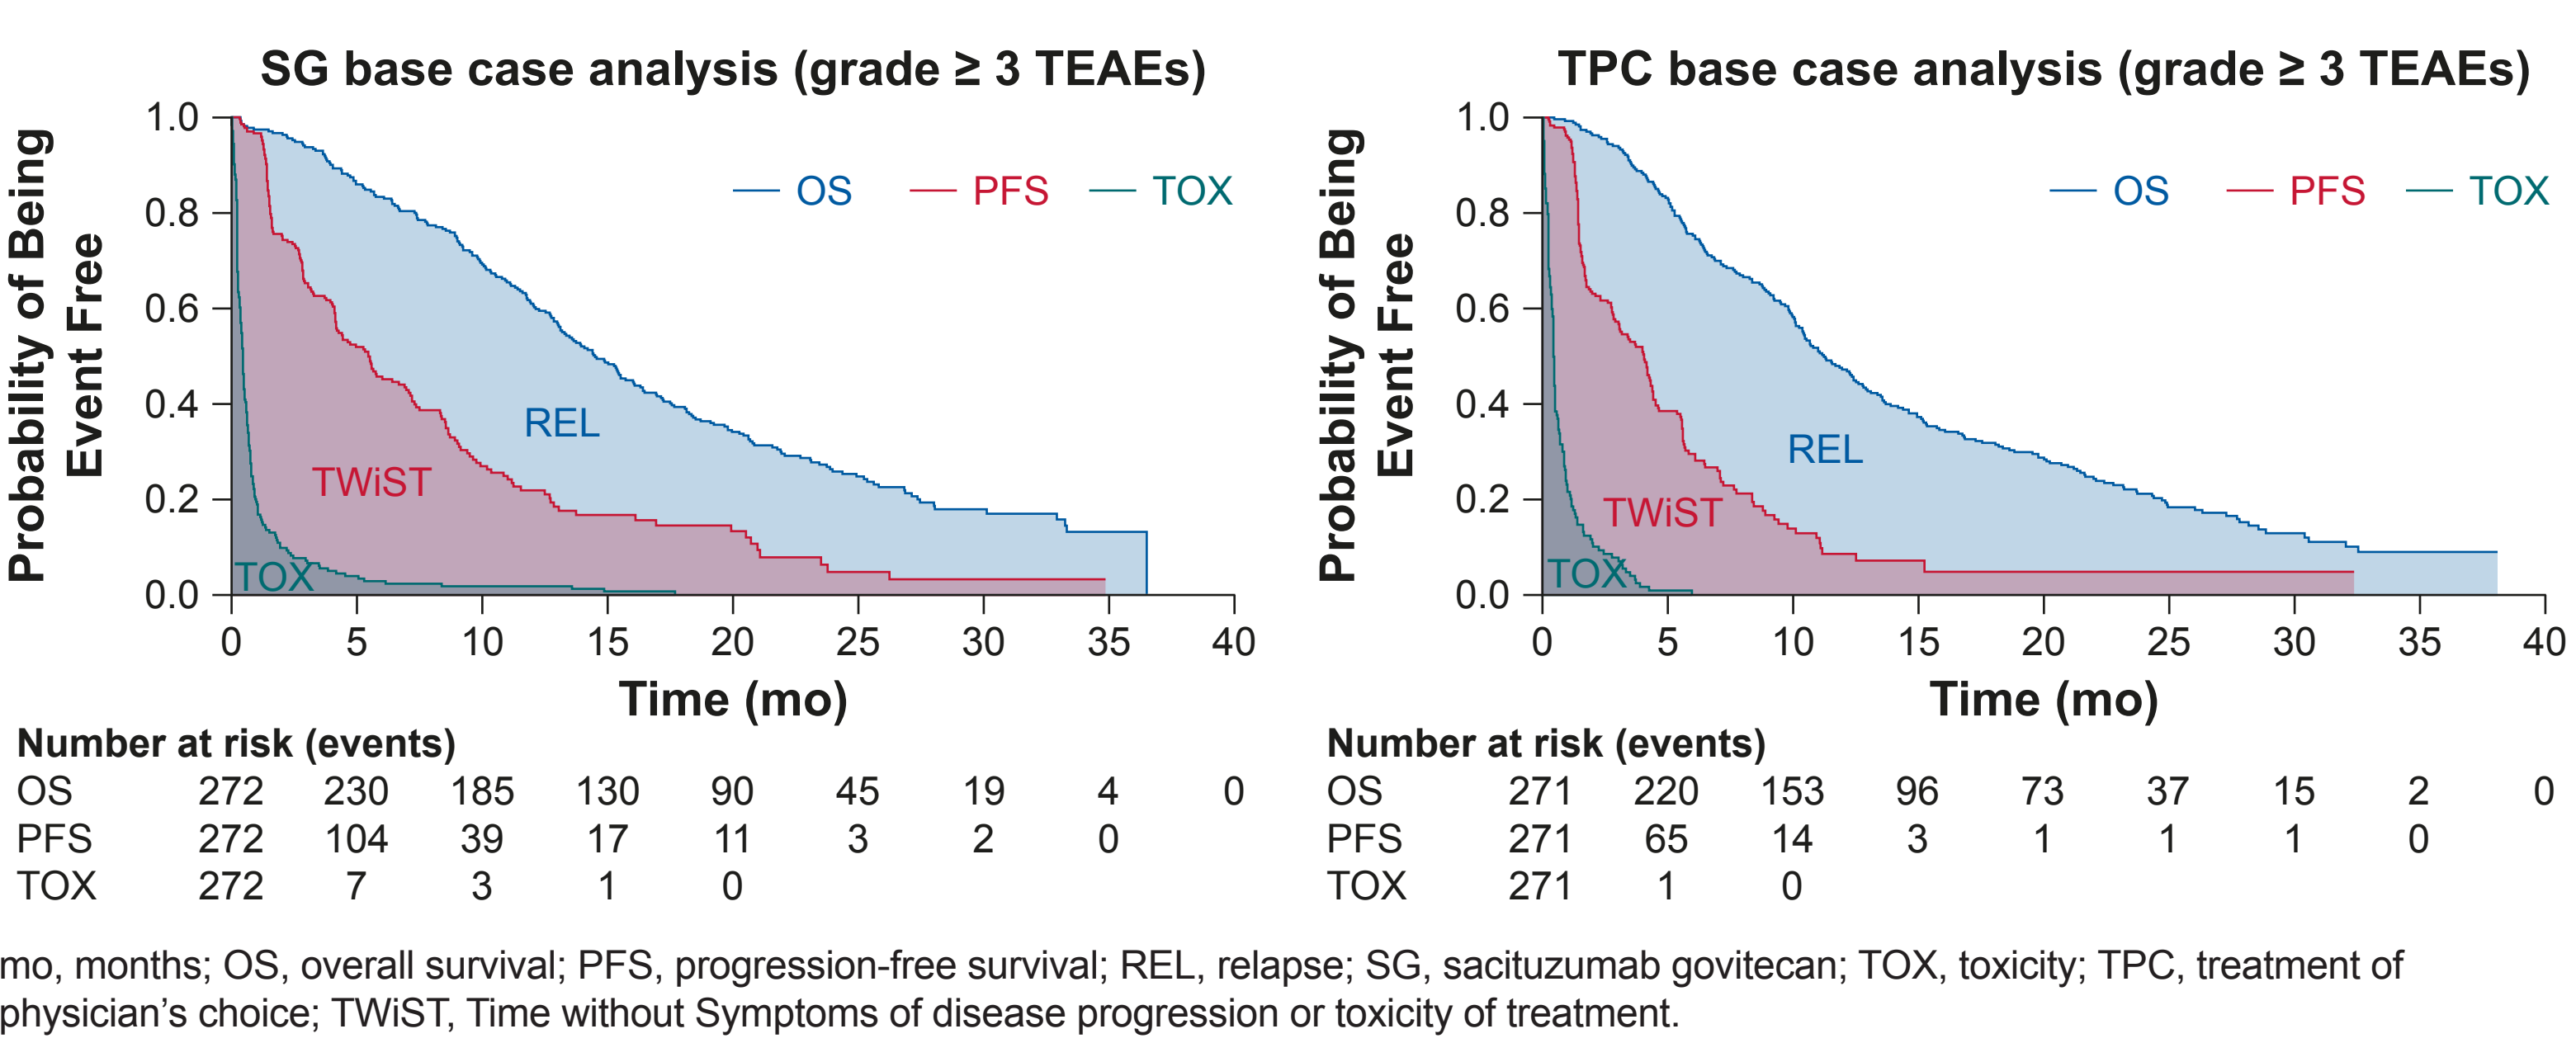 SG base case analysis (grade ≥ 3 TEAEs)
Probability of Being
Event Free
1.0
0.8
0.6
0.4
0.2
0.0
OS PFS TOX
REL
TWiST
TOX
0 5 10 15 20 25 30 35 40
Time (mo)
Number at risk (events)
OS 272 230 185 130 90 45 19 4 0
PFS 272 104 39 17 11 3 2 0
TOX 272 7 3 1 0
TPC base case analysis (grade ≥ 3 TEAEs)
Probability of Being
Event Free
1.0
0.8
0.6
0.4
0.2
0.0
OS PFS TOX
REL
TWiST
TOX
0 5 10 15 20 25 30 35 40
Time (mo)
Number at risk (events)
OS 271 220 153 96 73 37 15 2 0
PFS 271 65 14 3 1 1 1 0
TOX 271 1 0
mo, months; OS, overall survival; PFS, progression-free survival; REL, relapse; SG, sacituzumab govitecan; TOX, toxicity; TPC, treatment of
physician’s choice; TWiST, Time without Symptoms of disease progression or toxicity of treatment.